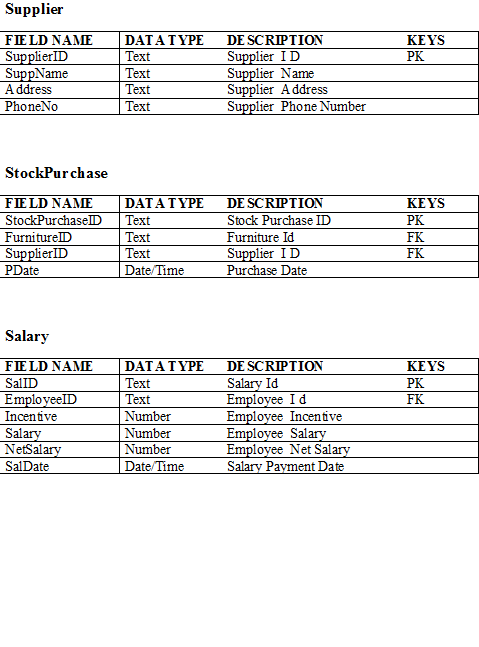 Supplier
FIELD NAME DATA TYPE DESCRIPTION KEYS
SupplierID Text Supplier I D PK
SuppName Text Supplier Name
Address Text Supplier Address
PhoneNo Text Supplier Phone Number
StockPurchase
FIELD NAME DATA TYPE DESCRIPTION KEYS
StockPurchaseID Text Stock Purchase ID PK
FurnitureID Text Furniture Id FK
SupplierID Text Supplier I D FK
PDate Date/Time Purchase Date
Salary
FIELD NAME DATA TYPE DESCRIPTION KEYS
SalID Text Salary Id PK
EmployeeID Text Employee I d FK
Incentive Number Employee Incentive
Salary Number Employee Salary
NetSalary Number Employee Net Salary
SalDate Date/Time Salary Payment Date